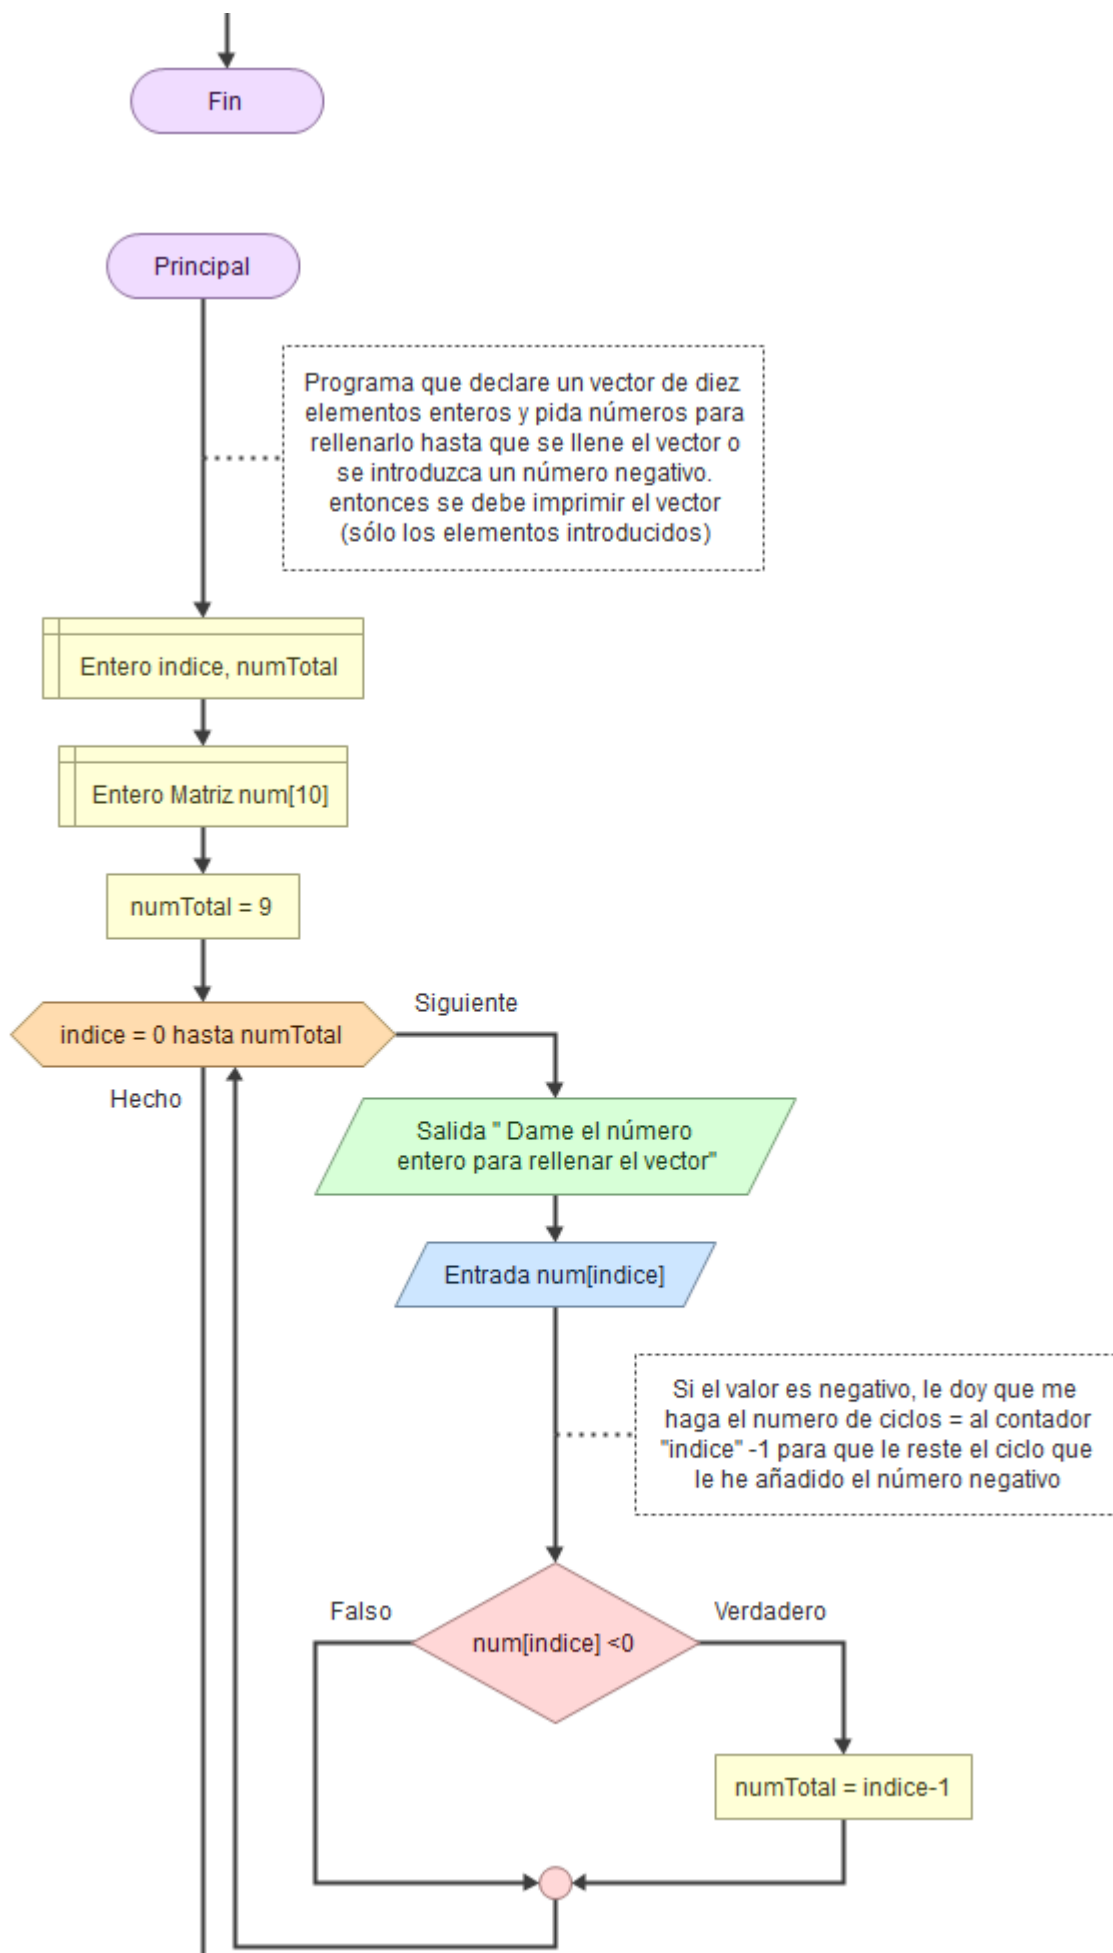 Fin
Principal
Programa que declare un vector de diez
elementos enteros y pida números para
rellenarlo hasta que se llene el vector o
se introduzca un número negativo.
entonces se debe imprimir el vector
(sólo los elementos introducidos)
Entero indice, numTotal
Entero Matriz num[10]
numTotal = 9
indice = 0 hasta numTotal
Siguiente
Hecho
Salida " Dame el número
entero para rellenar el vector"
Entrada num[indice]
Si el valor es negativo, le doy que me
haga el numero de ciclos = al contador
"indice" -1 para que le reste el ciclo que
le he añadido el número negativo
Falso
Verdadero
num[indice] <0
numTotal = indice-1